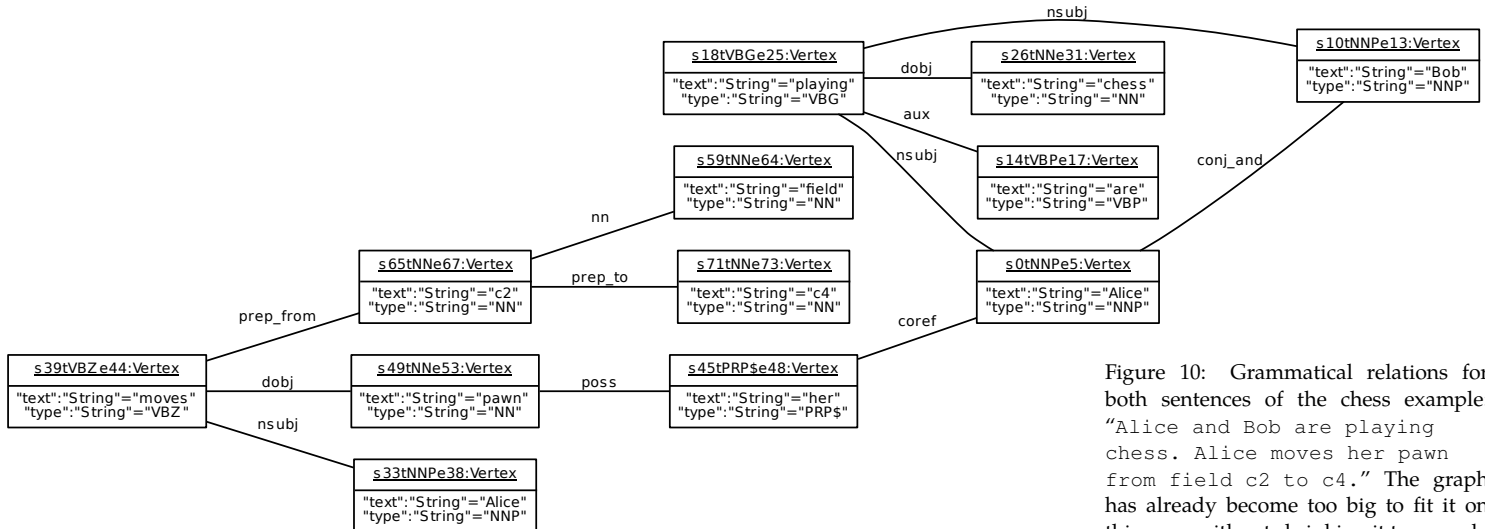 nsubj
s18tVBGe25:Vertex
"text":"String"="playing"
"type":"String"="VBG"
dobj
s26tNNe31:Vertex
"text":"String"="chess"
"type":"String"="NN"
s10tNNPe13:Vertex
"text":"String"="Bob"
"type":"String"="NNP"
aux
nsubj
s14tVBPe17:Vertex
"text":"String"="are"
"type":"String"="VBP"
conj_and
s59tNNe64:Vertex
"text":"String"="field"
"type":"String"="NN"
nn
s65tNNe67:Vertex
"text":"String"="c2"
"type":"String"="NN"
prep_to
s71tNNe73:Vertex
"text":"String"="c4"
"type":"String"="NN"
s0tNNPe5:Vertex
"text":"String"="Alice"
"type":"String"="NNP"
prep_from
coref
s39tVBZe44:Vertex
"text":"String"="moves"
"type":"String"="VBZ"
dobj
s49tNNe53:Vertex
"text":"String"="pawn"
"type":"String"="NN"
poss
s45tPRP$e48:Vertex
"text":"String"="her"
"type":"String"="PRP$"
nsubj
s33tNNPe38:Vertex
"text":"String"="Alice"
"type":"String"="NNP"
Figure 10: Grammatical relations for
both sentences of the chess example
“Alice and Bob are playing
chess. Alice moves her pawn
from field c2 to c4.” The graph
has already become too big to fit it on